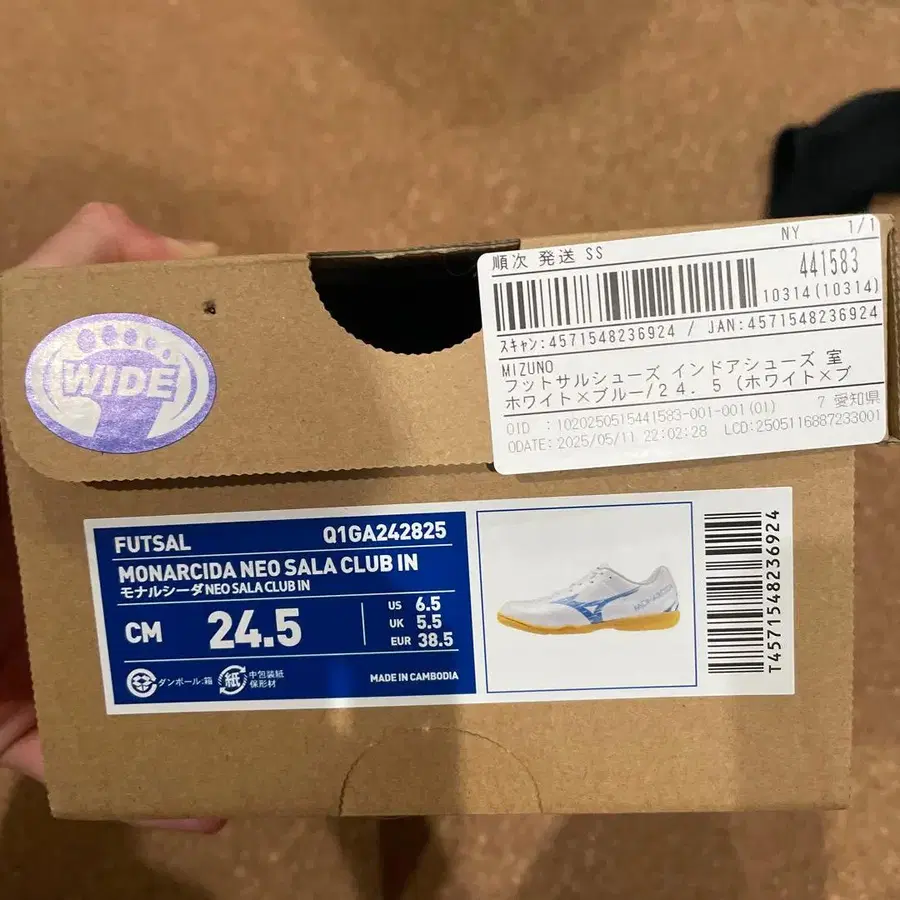 順次 発送 SS
NY 1/1
441583
10314(10314)
スキャン:4571548236924 / JAN:4571548236924
MIZUNO
フットサルシューズ インドアシューズ 室
ホワイト×ブルー/24．5（ホワイト×ブ
OID :1020250515441583-001-001(01) 7 愛知県
ODATE: 2025/05/11 22:02:28 LCD:2505116887233001
WIDE
FUTSAL Q1GA242825
MONARCIDA NEO SALA CLUB IN
モナルシーダ NEO SALA CLUB IN
CM 24.5
US 6.5
UK 5.5
EUR 38.5
ダンボール:箱
紙
中包装紙
保形材
MADE IN CAMBODIA
MONARCIDA
T4571548236924